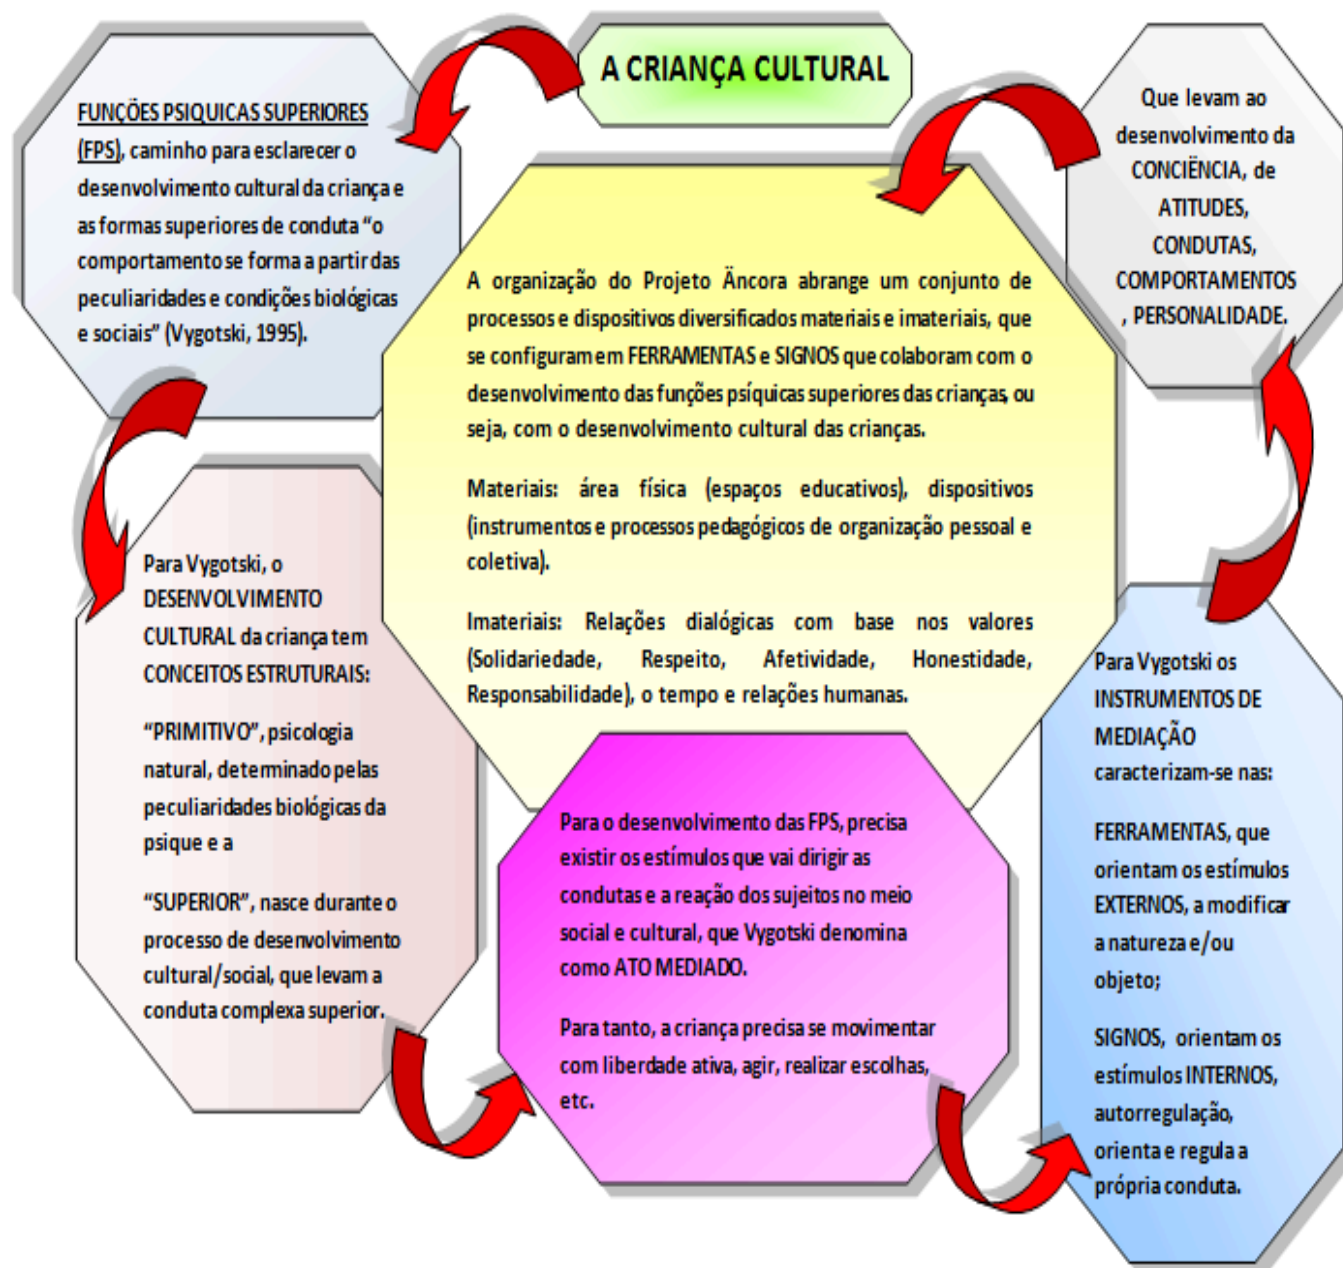 A CRIANÇA CULTURAL
FUNÇÕES PSIQUICAS SUPERIORES
(FPS), caminho para esclarecer o
desenvolvimento cultural da criança e
as formas superiores de conduta “o
comportamento se forma a partir das
peculiaridades e condições biológicas
e sociais” (Vygotski, 1995).
Para Vygotski, o
DESENVOLVIMENTO
CULTURAL da criança tem
CONCEITOS ESTRUTURAIS:
“PRIMITIVO”, psicologia
natural, determinado pelas
peculiaridades biológicas da
psique e a
“SUPERIOR”, nasce durante o
processo de desenvolvimento
cultural/social, que levam a
conduta complexa superior.
Para o desenvolvimento das FPS, precisa
existir os estímulos que vai dirigir as
condutas e a reação dos sujeitos no meio
social e cultural, que Vygotski denomina
como ATO MEDIADO.
Para tanto, a criança precisa se movimentar
com liberdade ativa, agir, realizar escolhas,
etc.
Para Vygotski os
INSTRUMENTOS DE
MEDIAÇÃO
caracterizam-se nas:
FERRAMENTAS, que
orientam os estímulos
EXTERNOS, a modificar
a natureza e/ou
objeto;
SIGNOS, orientam os
estímulos INTERNOS,
autorregulação,
orienta e regula a
própria conduta.
Que levam ao
desenvolvimento da
CONCIËNCIA, de
ATITUDES,
CONDUTAS,
COMPORTAMENTOS
, PERSONALIDADE.
A organização do Projeto Äncora abrange um conjunto de
processos e dispositivos diversificados materiais e imateriais, que
se configuram em FERRAMENTAS e SIGNOS que colaboram com o
desenvolvimento das funções psíquicas superiores das crianças, ou
seja, com o desenvolvimento cultural das crianças.
Materiais: área física (espaços educativos), dispositivos
(instrumentos e processos pedagógicos de organização pessoal e
coletiva).
Imateriais: Relações dialógicas com base nos valores
(Solidariedade, Respeito, Afetividade, Honestidade,
Responsabilidade), o tempo e relações humanas.